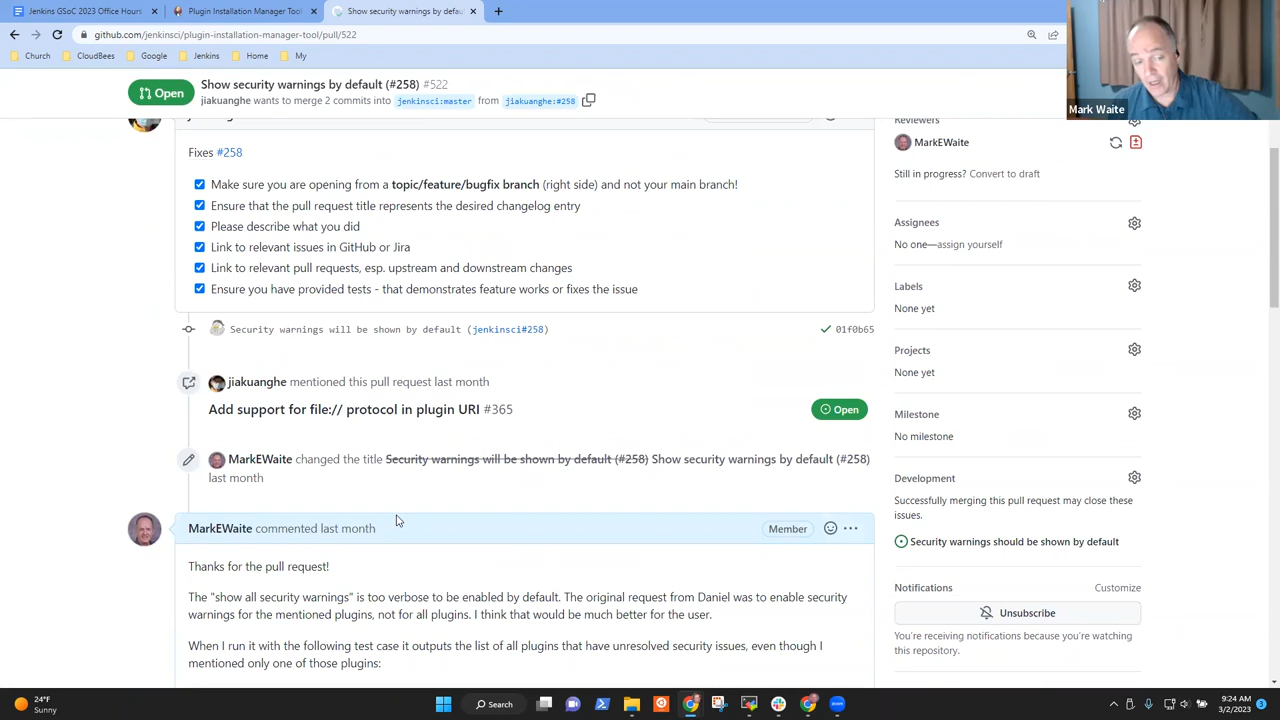 Jenkins GSoC 2023 Office Hours
Plugin Installation Manager Tool
Show security warnings by defau
github.com/jenkinsci/plugin-installation-manager-tool/pull/522
Church
CloudBees
Google
Jenkins
Home
My
Mark Waite
Open
Show security warnings by default (#258) #522
jiakuanghe wants to merge 2 commits into jenkinsci:master from jiakuanghe:#258
Fixes #258
Make sure you are opening from a topic/feature/bugfix branch (right side) and not your main branch!
Ensure that the pull request title represents the desired changelog entry
Please describe what you did
Link to relevant issues in GitHub or Jira
Link to relevant pull requests, esp. upstream and downstream changes
Ensure you have provided tests - that demonstrates feature works or fixes the issue
Security warnings will be shown by default (jenkinsci#258)
01f0b65
jiakuanghe mentioned this pull request last month
Add support for file:// protocol in plugin URI #365
Open
MarkEWaite changed the title Security warnings will be shown by default (#258) Show security warnings by default (#258)
last month
MarkEWaite commented last month
Member
Thanks for the pull request!
The "show all security warnings" is too verbose to be enabled by default. The original request from Daniel was to enable security
warnings for the mentioned plugins, not for all plugins. I think that would be much better for the user.
When I run it with the following test case it outputs the list of all plugins that have unresolved security issues, even though I
mentioned only one of those plugins:
Reviewers
MarkEWaite
Still in progress? Convert to draft
Assignees
No one—assign yourself
Labels
None yet
Projects
None yet
Milestone
No milestone
Development
Successfully merging this pull request may close these
issues.
Security warnings should be shown by default
Notifications
Customize
Unsubscribe
You're receiving notifications because you're watching
this repository.
24°F
Sunny
Search
9:24 AM
3/2/2023
3